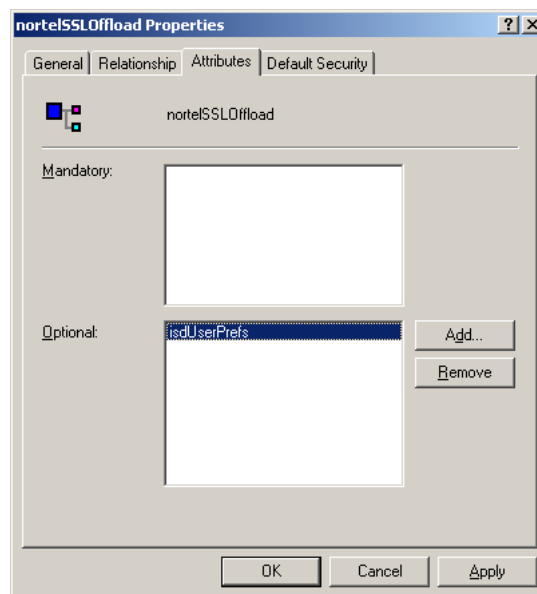 nortelSSLOffload Properties
General Relationship Attributes Default Security
nortelSSLOffload
Mandatory:
Optional:
isdUserPrefs
Add...
Remove
OK Cancel Apply